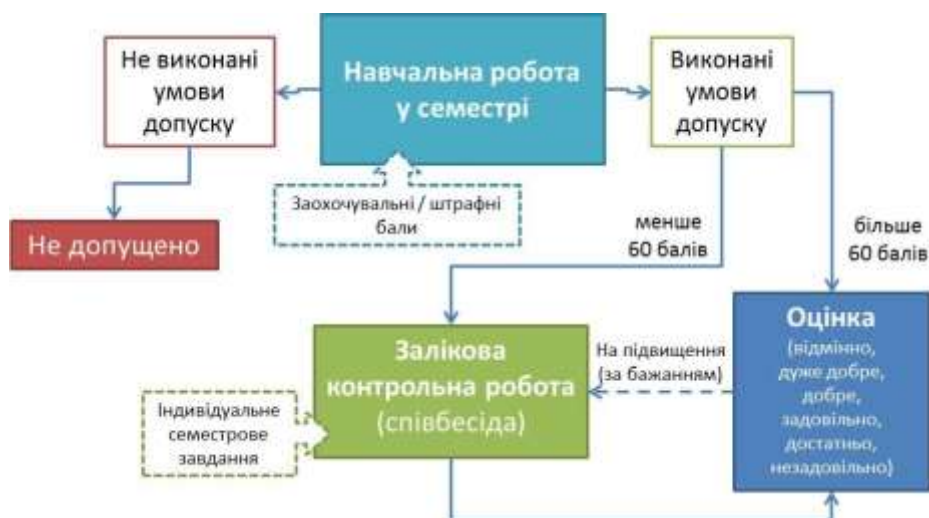 Не виконані
умови
допуску
Навчальна робота
у семестрі
Виконані
умови
допуску
Заохочувальні / штрафні
бали
Не допущено
менше
60 балів
більше
60 балів
Залікова
контрольна робота
(співбесіда)
На підвищення
(за бажанням)
Оцінка
(відмінно,
дуже добре,
добре,
задовільно,
достатньо,
незадовільно)
Індивідуальне
семестрове
завдання